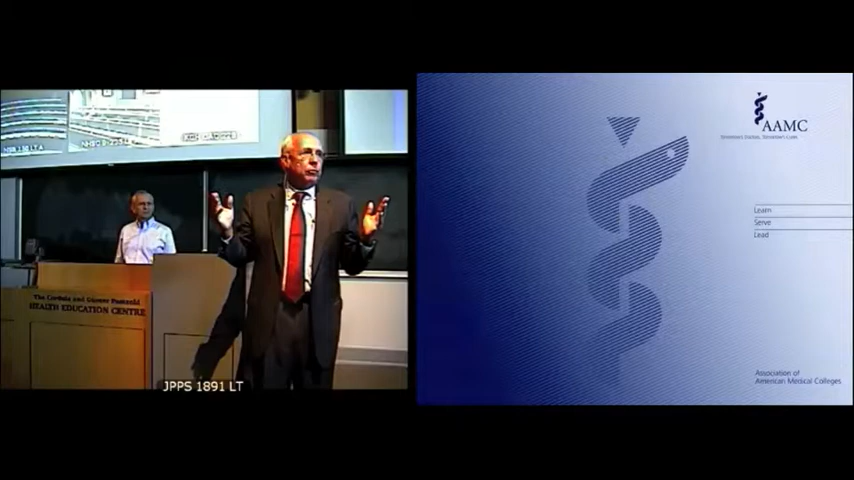 The Cordula and Gunter Paetzold
HEALTH EDUCATION CENTRE
JPPS 1891 LT
AAMC
Learn
Serve
Lead
Association of
American Medical Colleges